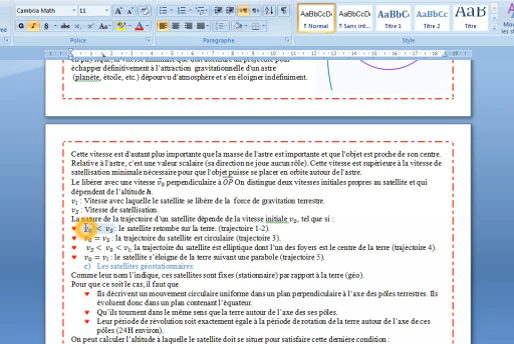 Cambria Math
11
Police
Paragraphe
Style
AaBbCcDc
¶ Normal
AaBbCcDc
¶ Sans int...
AaBbC
Titre 1
AaBbCc
Titre 2
AaB
Titre
échapper définitivement à l'attraction gravitationnelle d'un astre
(planète, étoile, etc.) dépourvu d'atmosphère et s'en éloigner indéfiniment.
Cette vitesse est d'autant plus importante que la masse de l'astre est importante et que l'objet est proche de son centre.
Relative à l'astre, c'est une valeur scalaire (sa direction ne joue aucun rôle). Cette vitesse est supérieure à la vitesse de
satellisation minimale nécessaire pour que l'objet puisse se placer en orbite autour de l'astre.
Le libérer avec une vitesse v⃗₀ perpendiculaire à OP On distingue deux vitesses initiales propres au satellite et qui
dépendent de l'altitude h.
v₁ : Vitesse avec laquelle le satellite se libère de la force de gravitation terrestre.
vₛ : Vitesse de satellisation.
La nature de la trajectoire d'un satellite dépend de la vitesse initiale v₀, tel que si :
♥ v₀ < vₛ : le satellite retombe sur la terre. (trajectoire 1-2).
♥ v₀ = vₛ : la trajectoire du satellite est circulaire (trajectoire 3).
♥ vₛ < v₀ < v₁ la trajectoire du satellite est elliptique dont l'un des foyers est le centre de la terre (trajectoire 4).
♥ v₀ = v₁ : le satellite s'éloigne de la terre suivant une parabole (trajectoire 5).
c) Les satellites géostationnaires:
Comme leur nom l'indique, ces satellites sont fixes (stationnaire) par rapport à la terre (géo).
Pour que ce soit le cas, il faut que
♥ Ils décrivent un mouvement circulaire uniforme dans un plan perpendiculaire à l'axe des pôles terrestres. Ils
évoluent donc dans un plan contenant l'équateur.
♥ Qu'ils tournent dans le même sens que la terre autour de l'axe des ses pôles.
♥ Leur période de révolution soit exactement égale à la période de rotation de la terre autour de l'axe de ces
pôles (24H environ).
On peut calculer l'altitude à laquelle le satellite doit se situer pour satisfaire cette dernière condition :